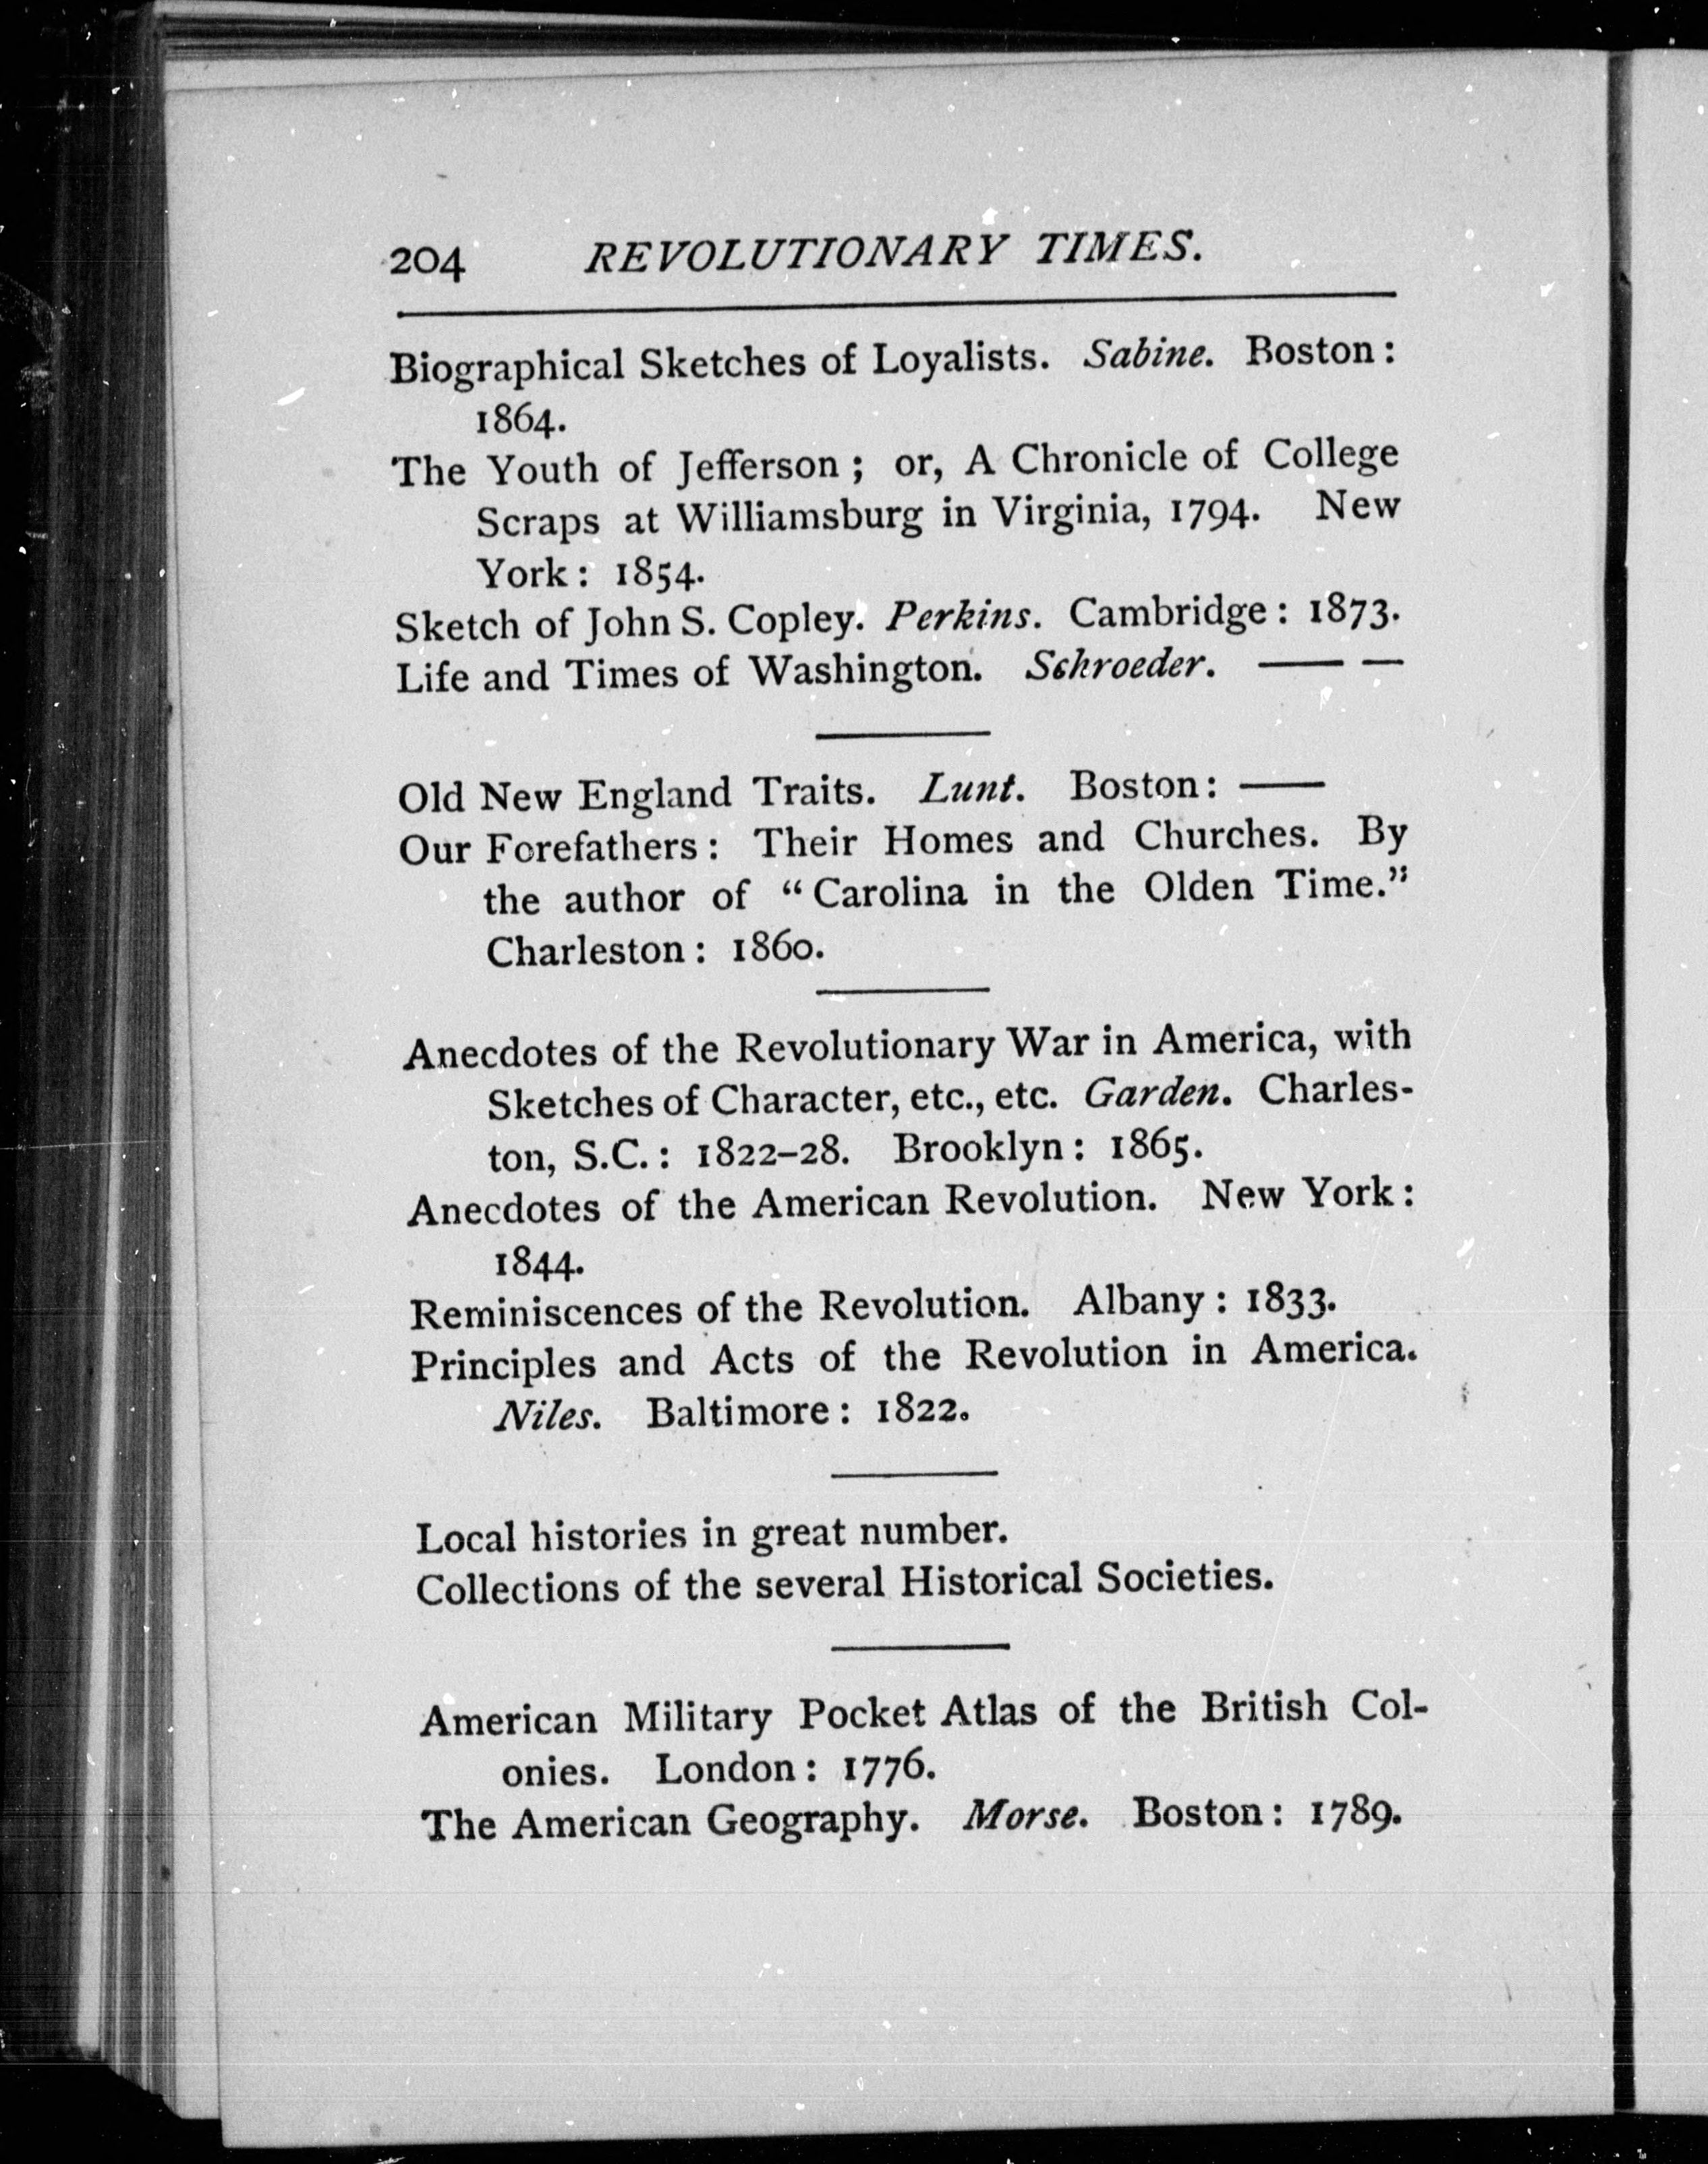 204 REVOLUTIONARY TIMES.
Biographical Sketches of Loyalists. Sabine. Boston:
1864.
The Youth of Jefferson; or, A Chronicle of College
Scraps at Williamsburg in Virginia, 1794. New
York: 1854.
Sketch of John S. Copley. Perkins. Cambridge: 1873.
Life and Times of Washington. Schroeder. —— —
Old New England Traits. Lunt. Boston: ——
Our Forefathers: Their Homes and Churches. By
the author of "Carolina in the Olden Time."
Charleston: 1860.
Anecdotes of the Revolutionary War in America, with
Sketches of Character, etc., etc. Garden. Charles-
ton, S.C.: 1822–28. Brooklyn: 1865.
Anecdotes of the American Revolution. New York:
1844.
Reminiscences of the Revolution. Albany: 1833.
Principles and Acts of the Revolution in America.
Niles. Baltimore: 1822.
Local histories in great number.
Collections of the several Historical Societies.
American Military Pocket Atlas of the British Col-
onies. London: 1776.
The American Geography. Morse. Boston: 1789.